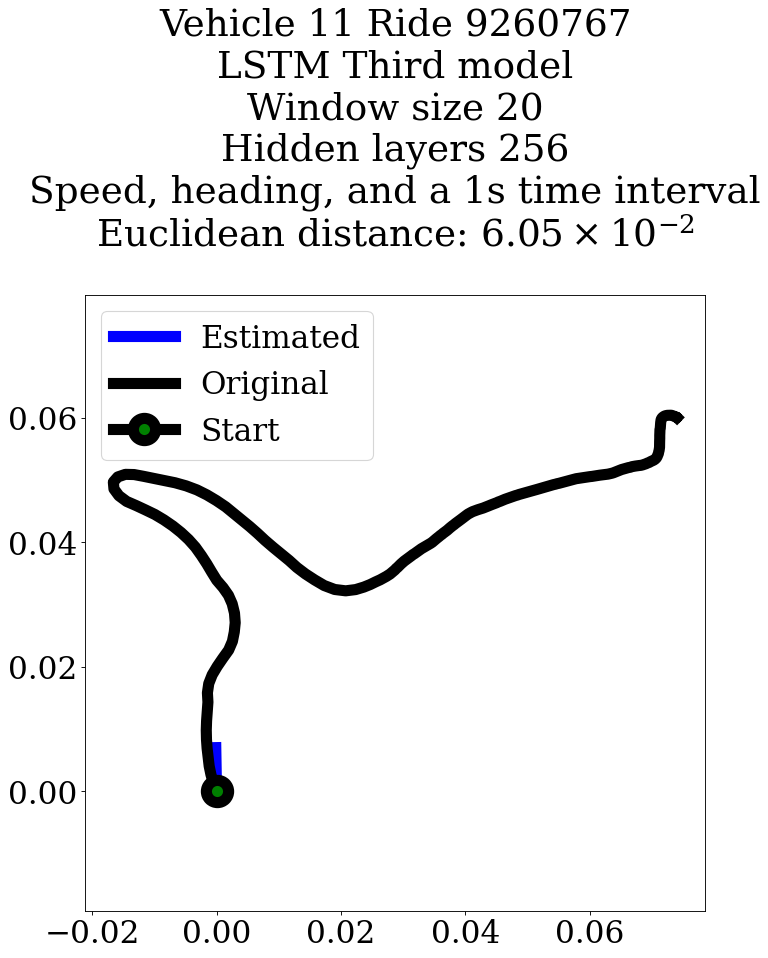 Vehicle 11 Ride 9260767
LSTM Third model
Window size 20
Hidden layers 256
Speed, heading, and a 1s time interval
Euclidean distance: 6.05 × 10⁻²
Estimated
Original
Start
0.06
0.04
0.02
0.00
−0.02 0.00 0.02 0.04 0.06